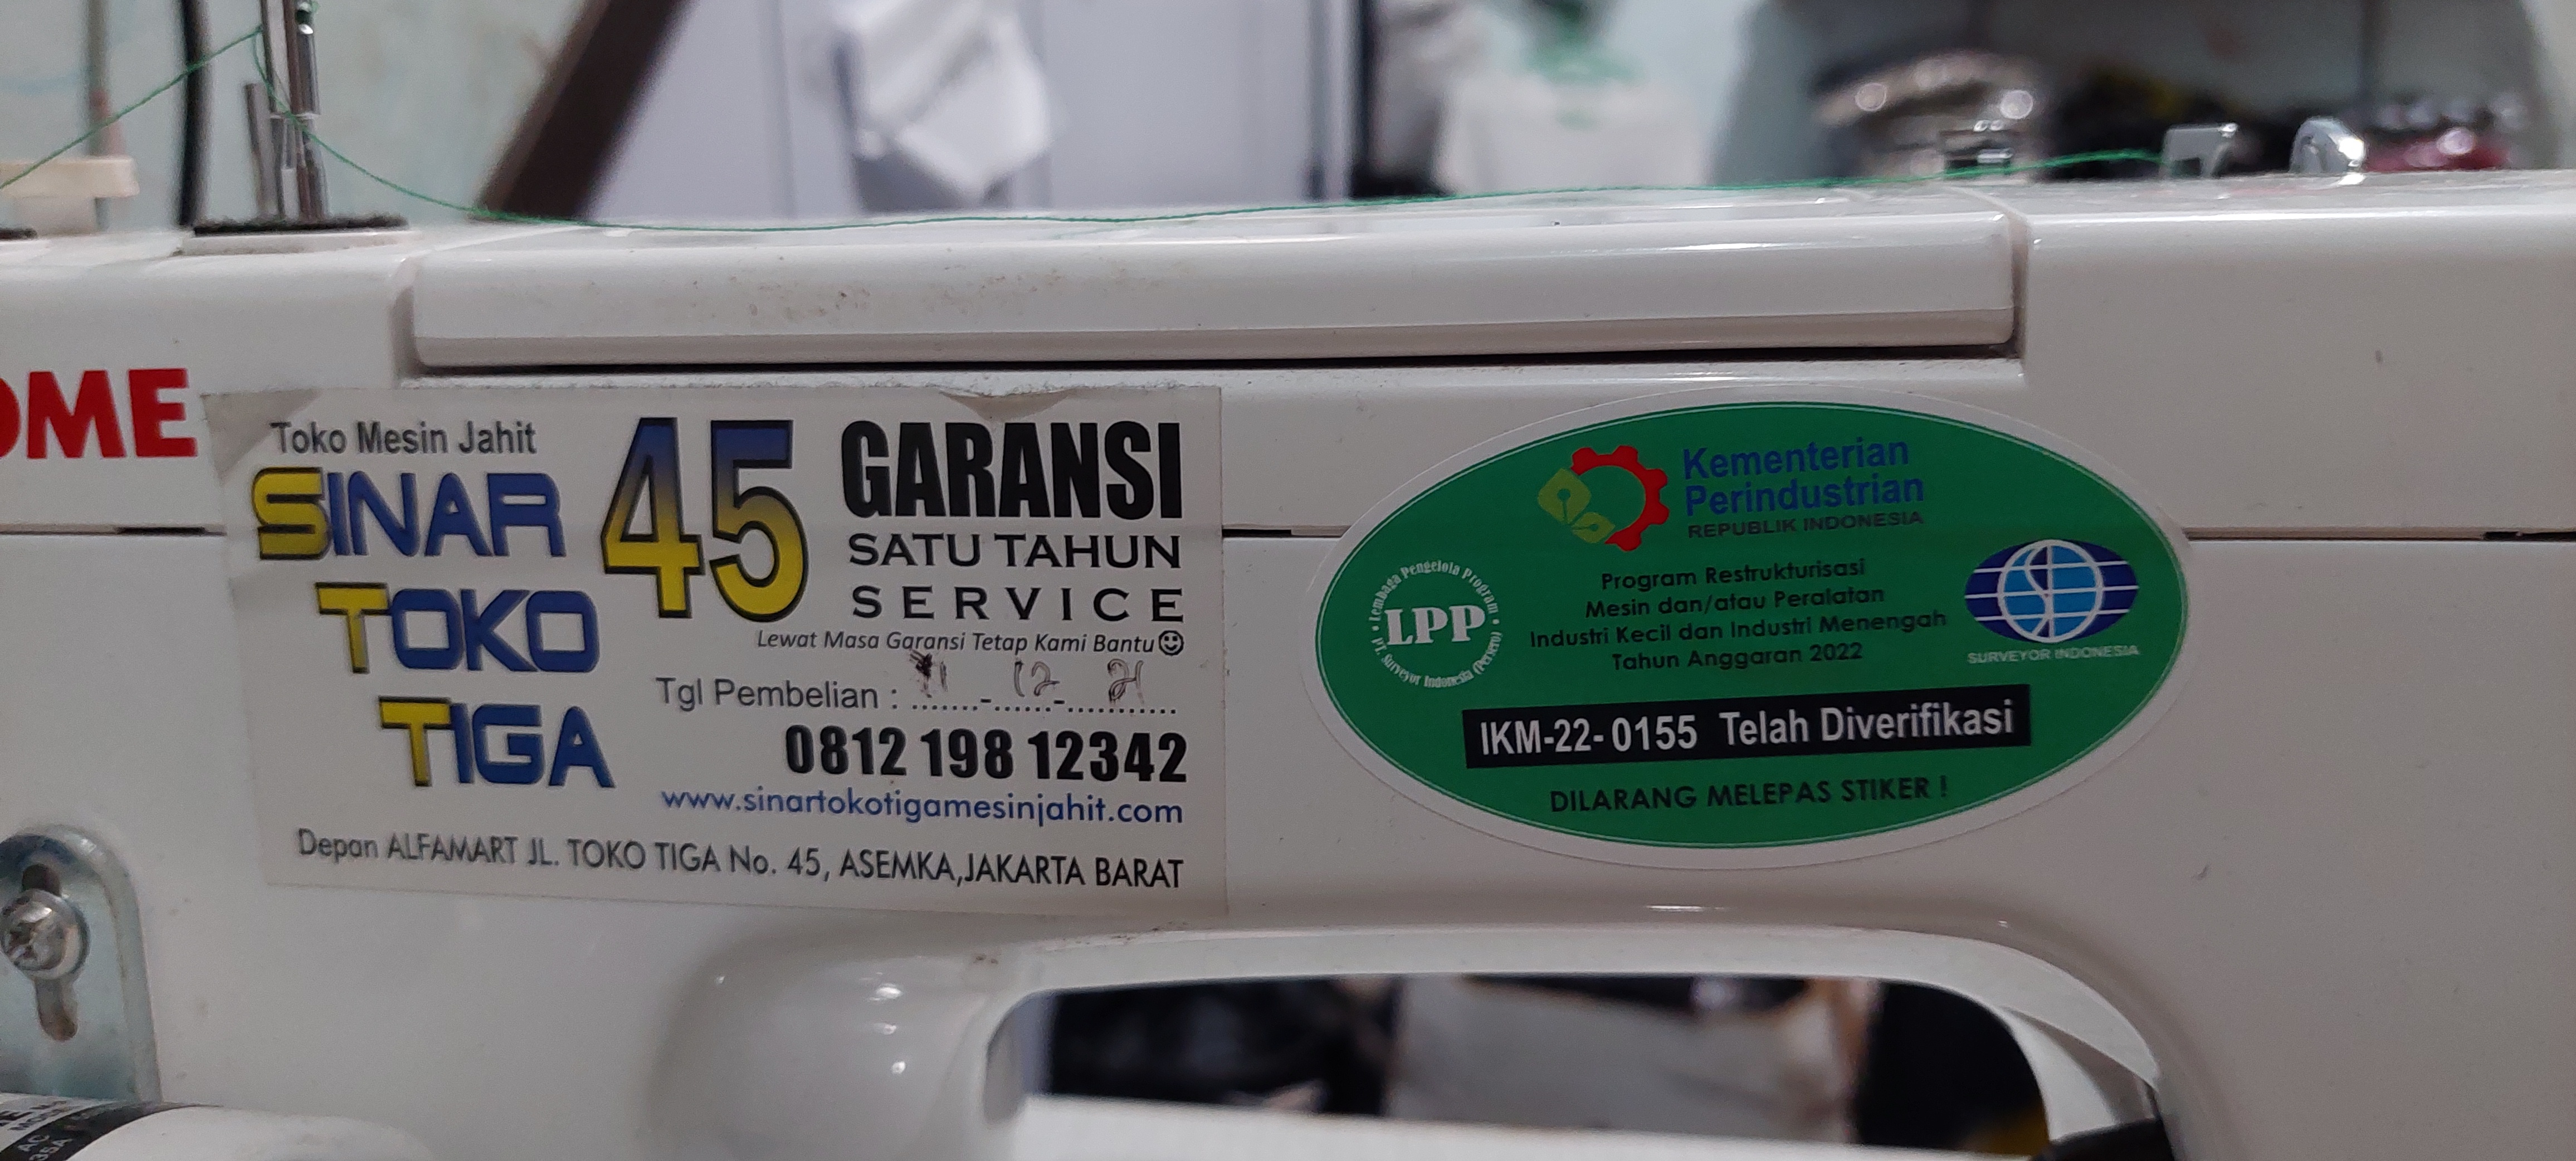 OME
Toko Mesin Jahit
SINAR
TOKO
TIGA
45
GARANSI
SATU TAHUN
SERVICE
Lewat Masa Garansi Tetap Kami Bantu
Tgl Pembelian : 11 - 12 - 21
0812 198 12342
www.sinartokotigamesinjahit.com
Depan ALFAMART JL. TOKO TIGA No. 45, ASEMKA,JAKARTA BARAT
Kementerian
Perindustrian
REPUBLIK INDONESIA
Lembaga Pengelola Program
LPP
PT. Surveyor Indonesia (Persero)
Program Restrukturisasi
Mesin dan/atau Peralatan
Industri Kecil dan Industri Menengah
Tahun Anggaran 2022
SURVEYOR INDONESIA
IKM-22-0155 Telah Diverifikasi
DILARANG MELEPAS STIKER !